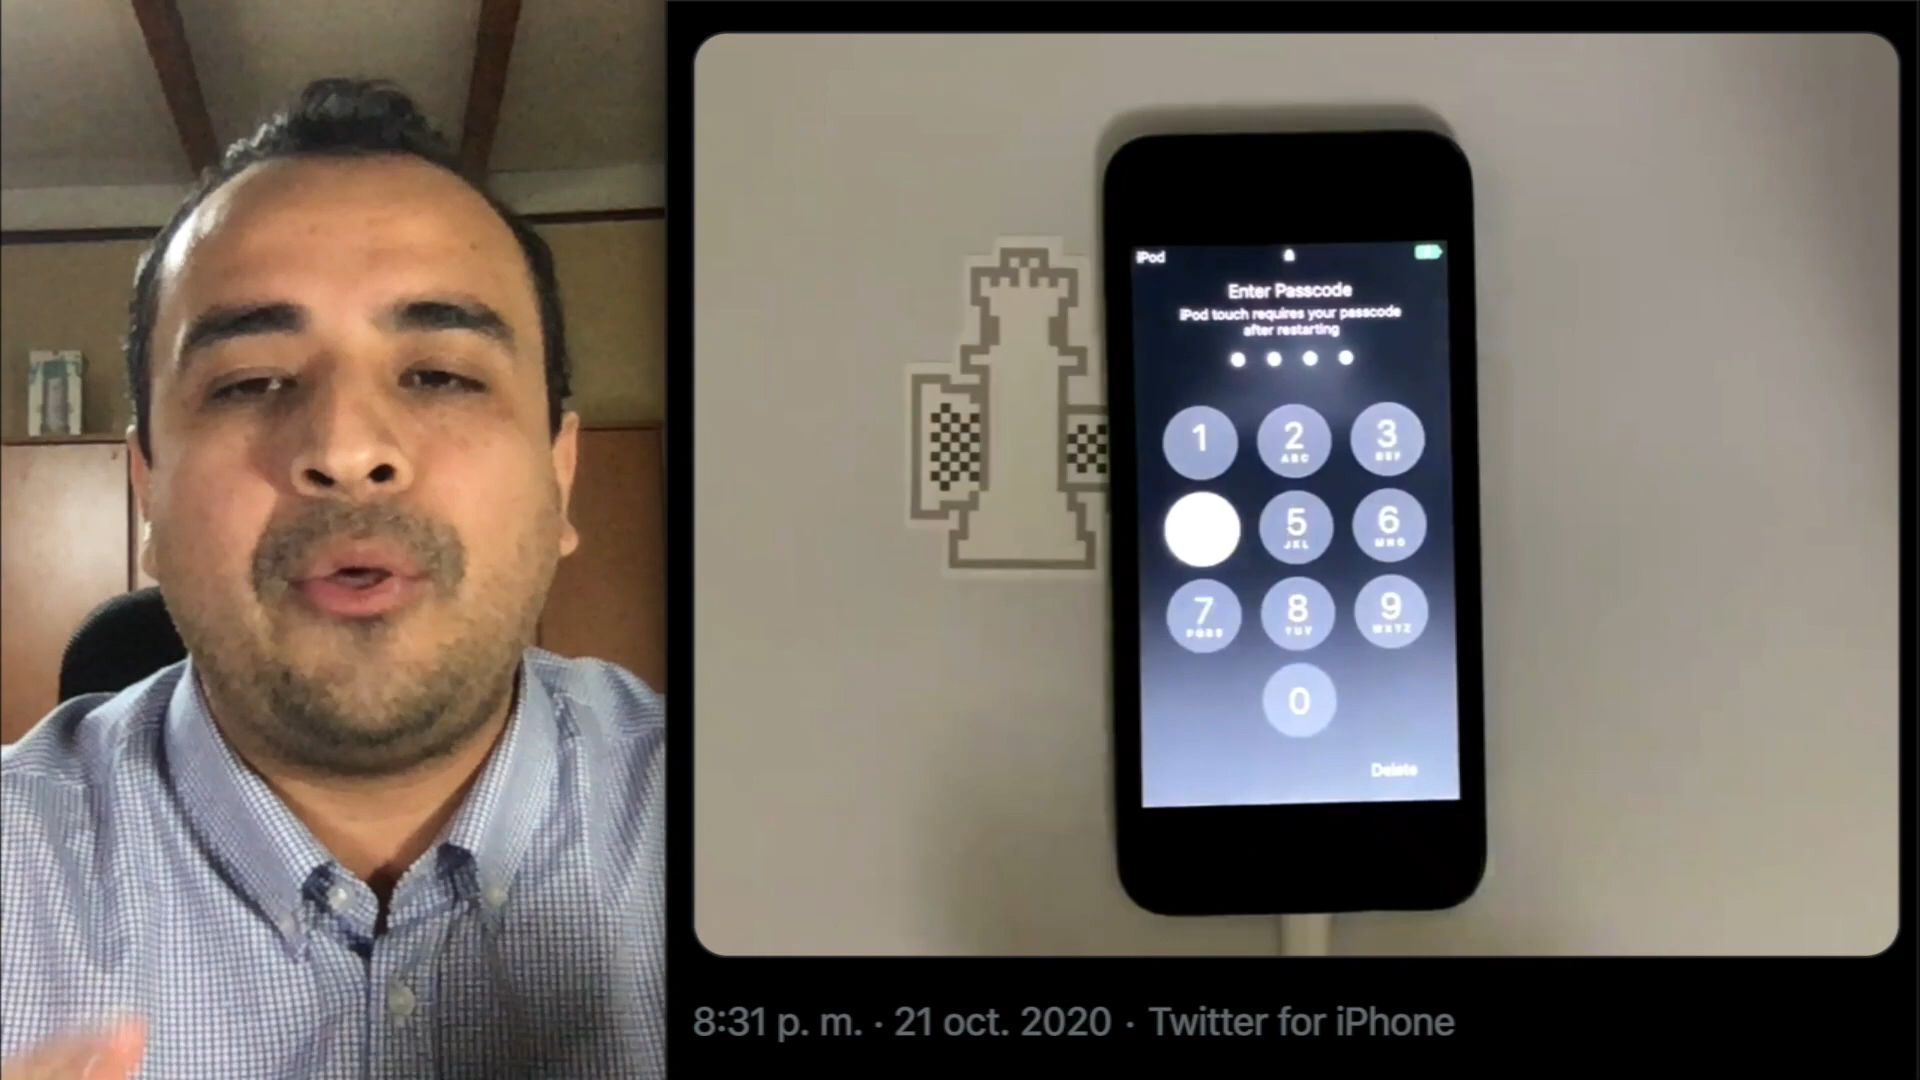 iPod
Enter Passcode
iPod touch requires your passcode
after restarting
1
2
ABC
3
DEF
5
JKL
6
MNO
7
PQRS
8
TUV
9
WXYZ
0
Delete
8:31 p. m. · 21 oct. 2020 · Twitter for iPhone